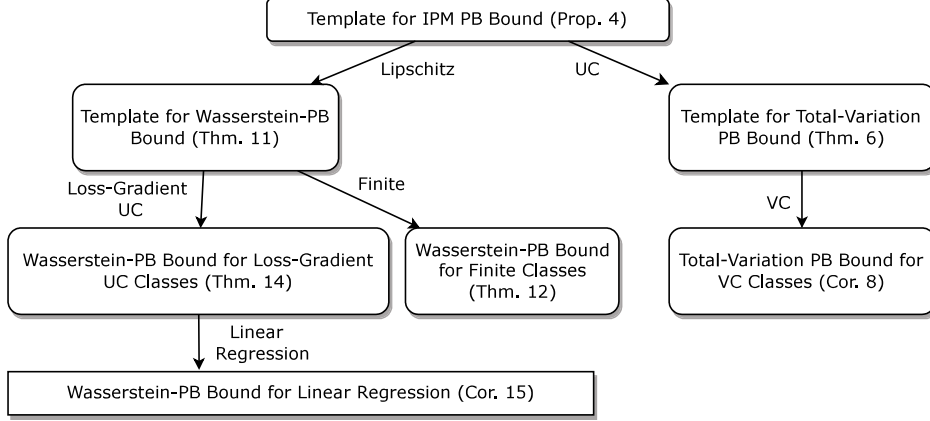 Template for IPM PB Bound (Prop. 4)
Lipschitz
UC
Template for Wasserstein-PB
Bound (Thm. 11)
Template for Total-Variation
PB Bound (Thm. 6)
Loss-Gradient
UC
Finite
VC
Wasserstein-PB Bound for Loss-Gradient
UC Classes (Thm. 14)
Wasserstein-PB Bound
for Finite Classes
(Thm. 12)
Total-Variation PB Bound for
VC Classes (Cor. 8)
Linear
Regression
Wasserstein-PB Bound for Linear Regression (Cor. 15)